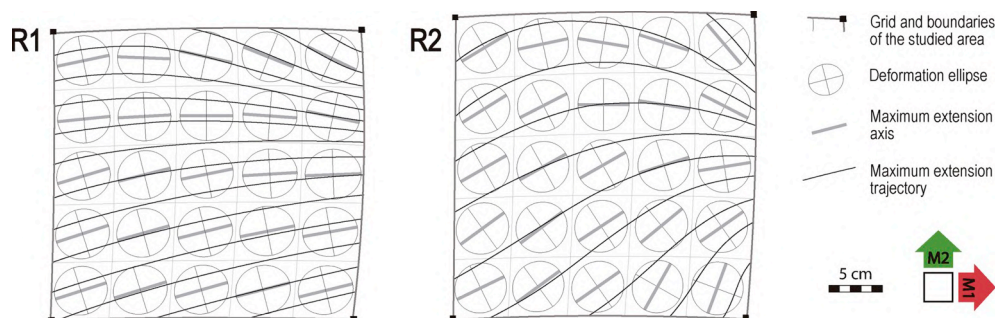 R1
R2
Grid and boundaries
of the studied area
Deformation ellipse
Maximum extension
axis
Maximum extension
trajectory
5 cm
M2
M1